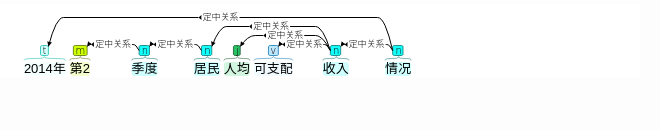 定中关系
定中关系
定中关系
定中关系 定中关系 定中关系 定中关系
t m n n j v n n
2014年 第2 季度 居民 人均 可支配 收入 情况